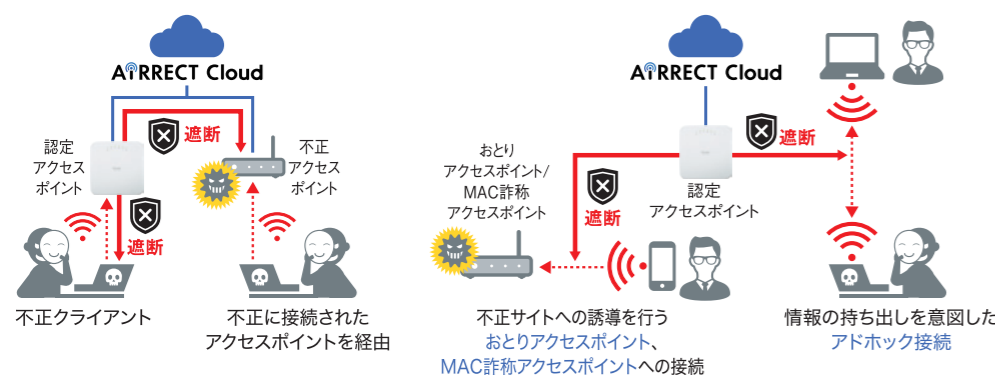 AIRRECT Cloud
遮断
認定
アクセス
ポイント
不正
アクセス
ポイント
遮断
不正クライアント
不正に接続された
アクセスポイントを経由
AIRRECT Cloud
遮断
おとり
アクセスポイント/
MAC詐称
アクセスポイント
遮断
認定
アクセスポイント
不正サイトへの誘導を行う
おとりアクセスポイント、
MAC詐称アクセスポイントへの接続
情報の持ち出しを意図した
アドホック接続